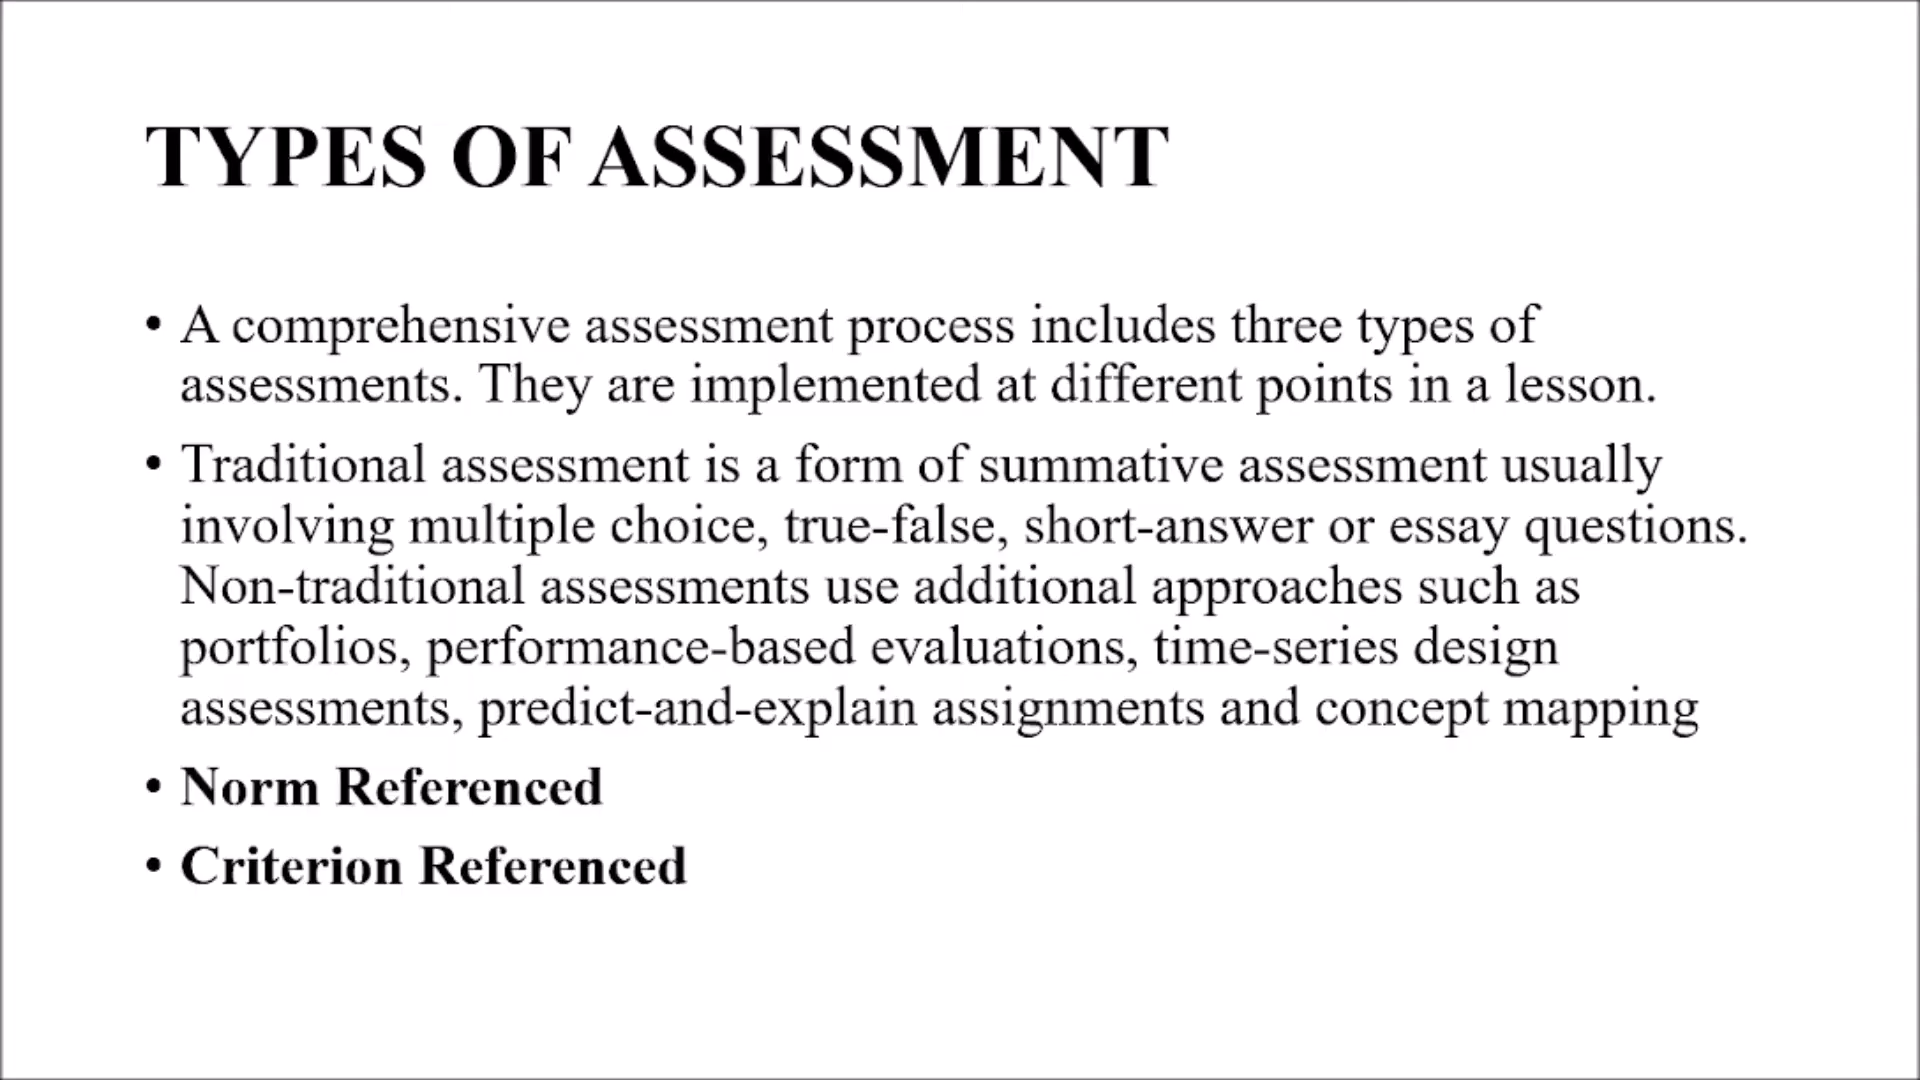 TYPES OF ASSESSMENT
• A comprehensive assessment process includes three types of
assessments. They are implemented at different points in a lesson.
• Traditional assessment is a form of summative assessment usually
involving multiple choice, true-false, short-answer or essay questions.
Non-traditional assessments use additional approaches such as
portfolios, performance-based evaluations, time-series design
assessments, predict-and-explain assignments and concept mapping
• Norm Referenced
• Criterion Referenced